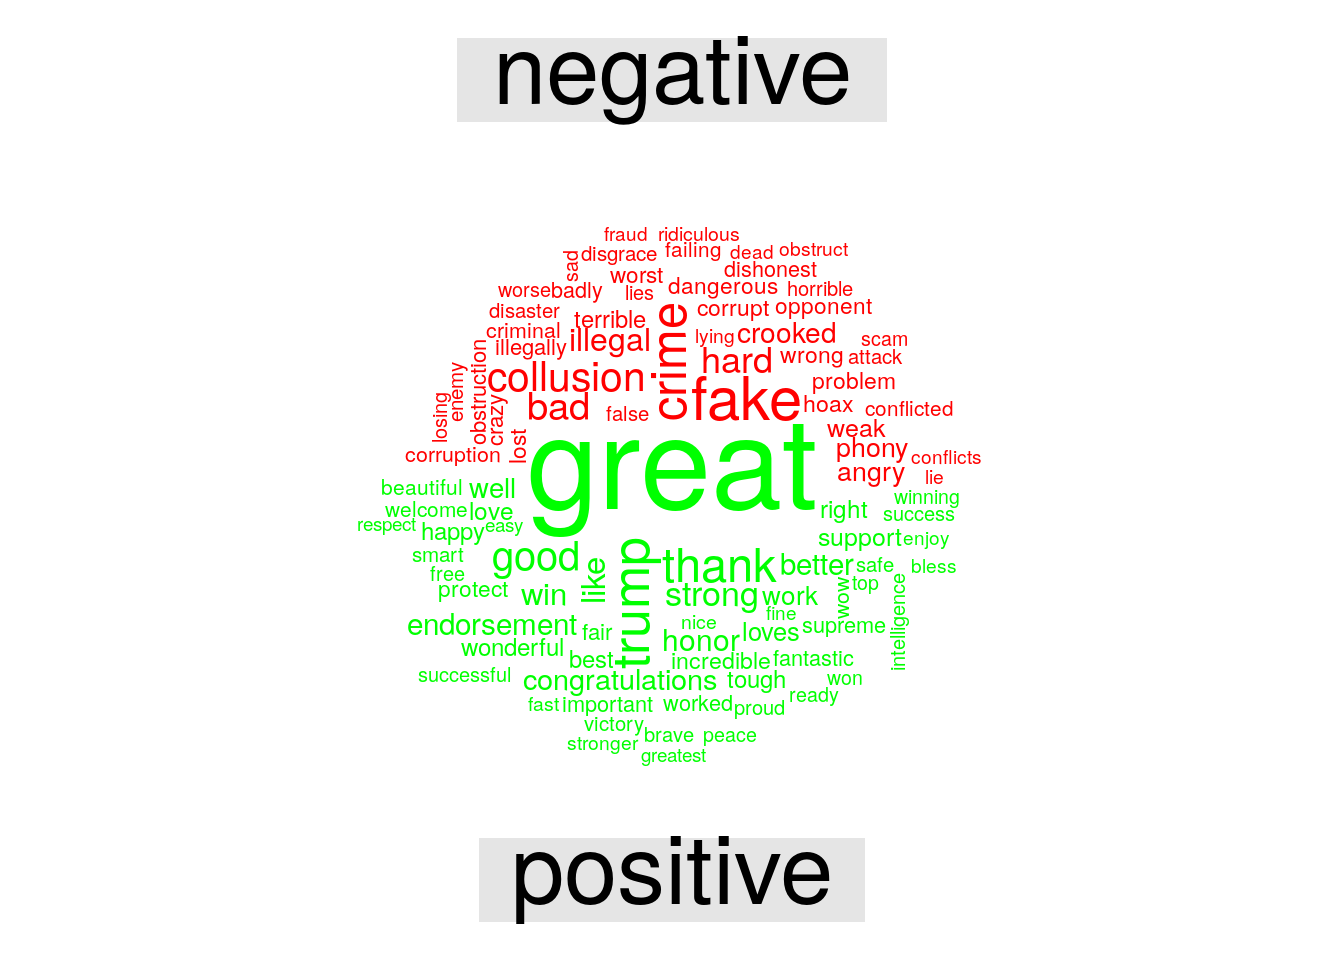 negative
fraud ridiculous
sad disgrace failing dead obstruct
worst dishonest
worse badly lies dangerous horrible
disaster terrible crime corrupt opponent
criminal illegal lying crooked scam
illegally hard wrong attack
enemy obstruction collusion fake problem
losing crazy bad false hoax conflicted
lost weak
corruption phony conflicts
great angry lie
beautiful well winning
welcome love right success
respect happy easy support enjoy
smart good like trump thank better safe bless
free wow top intelligence
protect win strong work
endorsement fair nice fine supreme
wonderful honor loves
best incredible fantastic
successful congratulations tough won
fast important worked proud ready
victory
stronger brave peace
greatest
positive